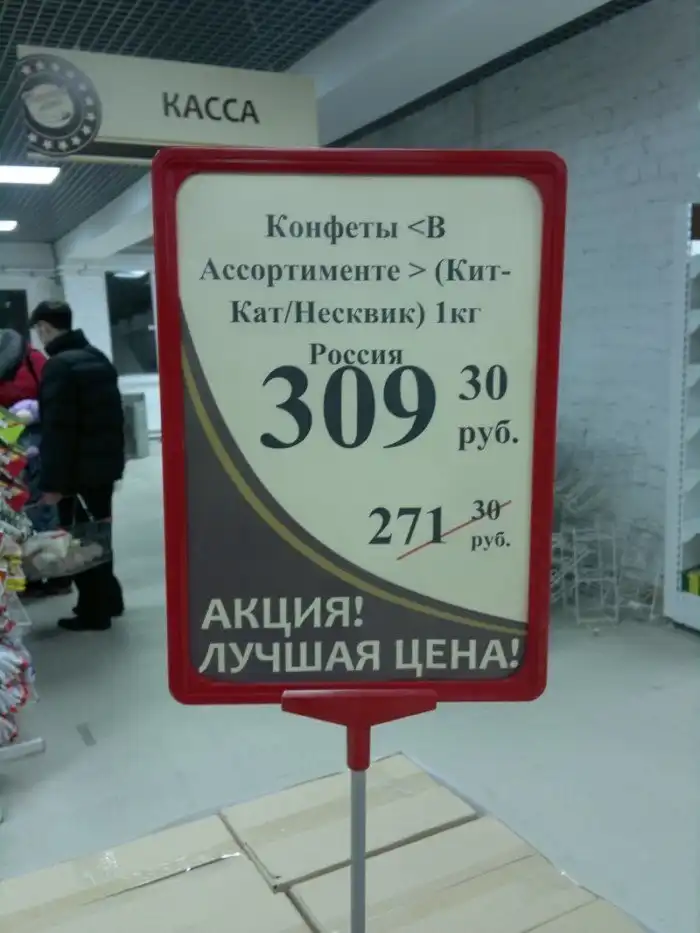 КАССА
Конфеты <В
Ассортименте > (Кит-
Кат/Несквик) 1кг
Россия
309 30
руб.
271 30
руб.
АКЦИЯ!
ЛУЧШАЯ ЦЕНА!